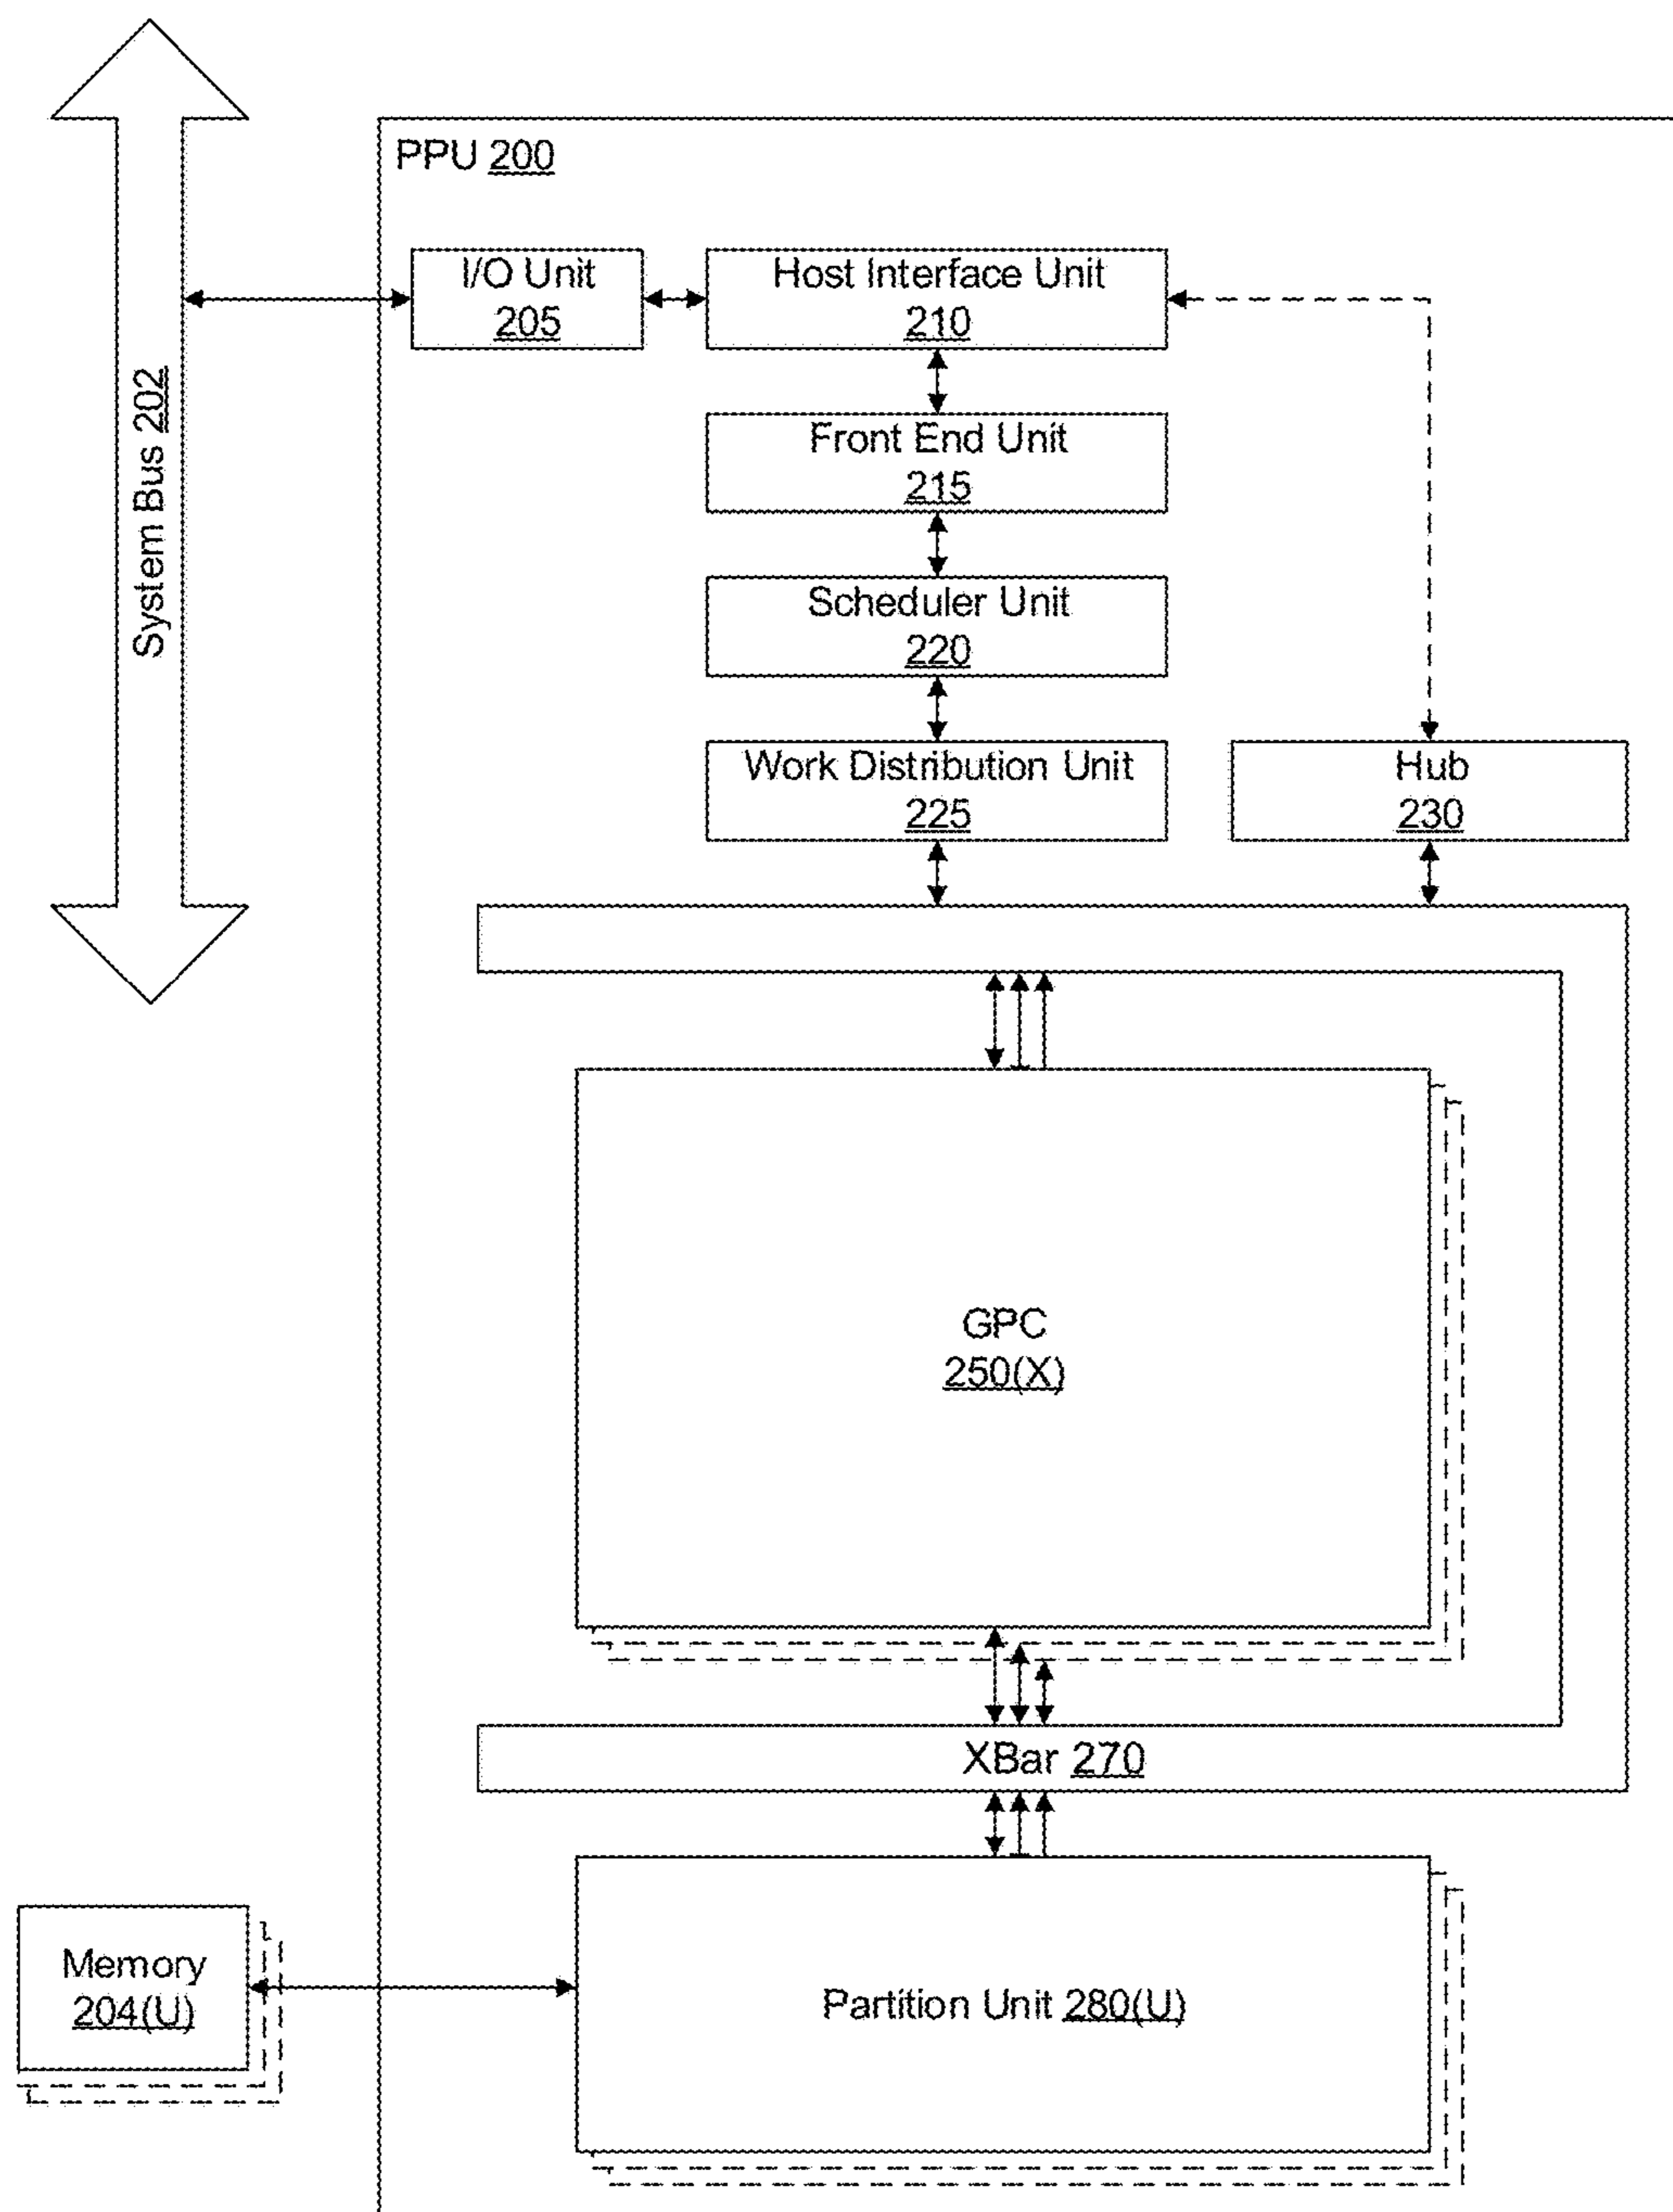 PPU 200
I/O Unit
205
Host Interface Unit
210
System Bus 202
Front End Unit
215
Scheduler Unit
220
Work Distribution Unit
225
Hub
230
GPC
250(X)
XBar 270
Memory
204(U)
Partition Unit 280(U)